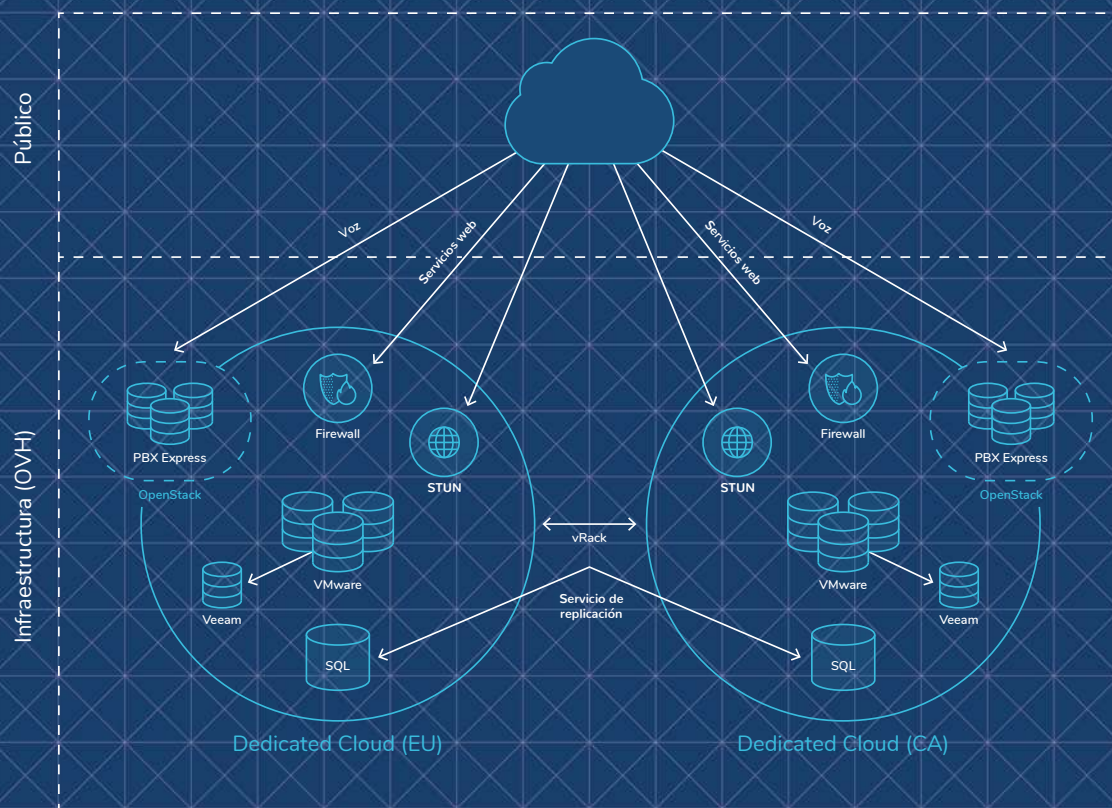 Público
Voz
Servicios web
Servicios web
Voz
Infraestructura (OVH)
PBX Express
OpenStack
Firewall
STUN
VMware
Veeam
SQL
Dedicated Cloud (EU)
vRack
Servicio de
replicación
STUN
Firewall
PBX Express
OpenStack
VMware
Veeam
SQL
Dedicated Cloud (CA)